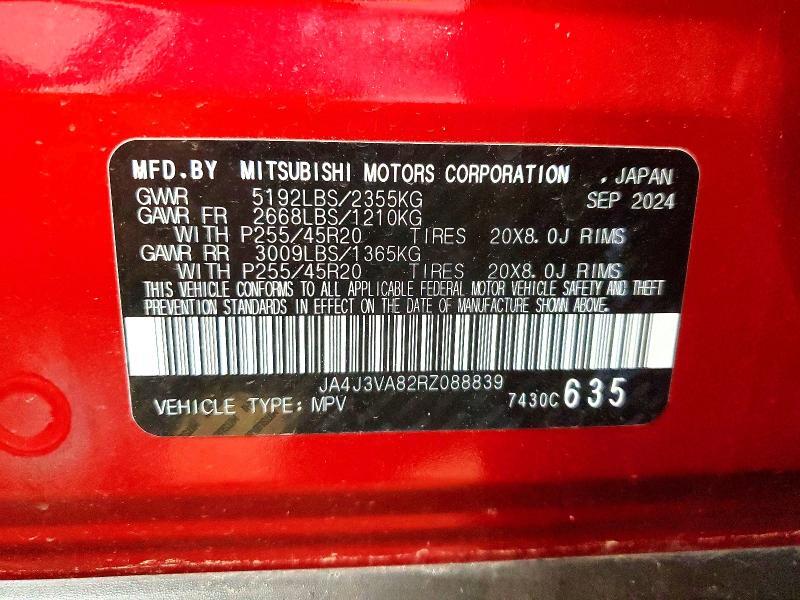 MFD.BY MITSUBISHI MOTORS CORPORATION , JAPAN
GVWR 5192LBS/2355KG SEP 2024
GAWR FR 2668LBS/1210KG
WITH P255/45R20 TIRES 20X8.0J RIMS
GAWR RR 3009LBS/1365KG
WITH P255/45R20 TIRES 20X8.0J RIMS
THIS VEHICLE CONFORMS TO ALL APPLICABLE FEDERAL MOTOR VEHICLE SAFETY AND THEFT
PREVENTION STANDARDS IN EFFECT ON THE DATE OF MANUFACTURE SHOWN ABOVE.
JA4J3VA82RZ088839
VEHICLE TYPE: MPV 7430C 635